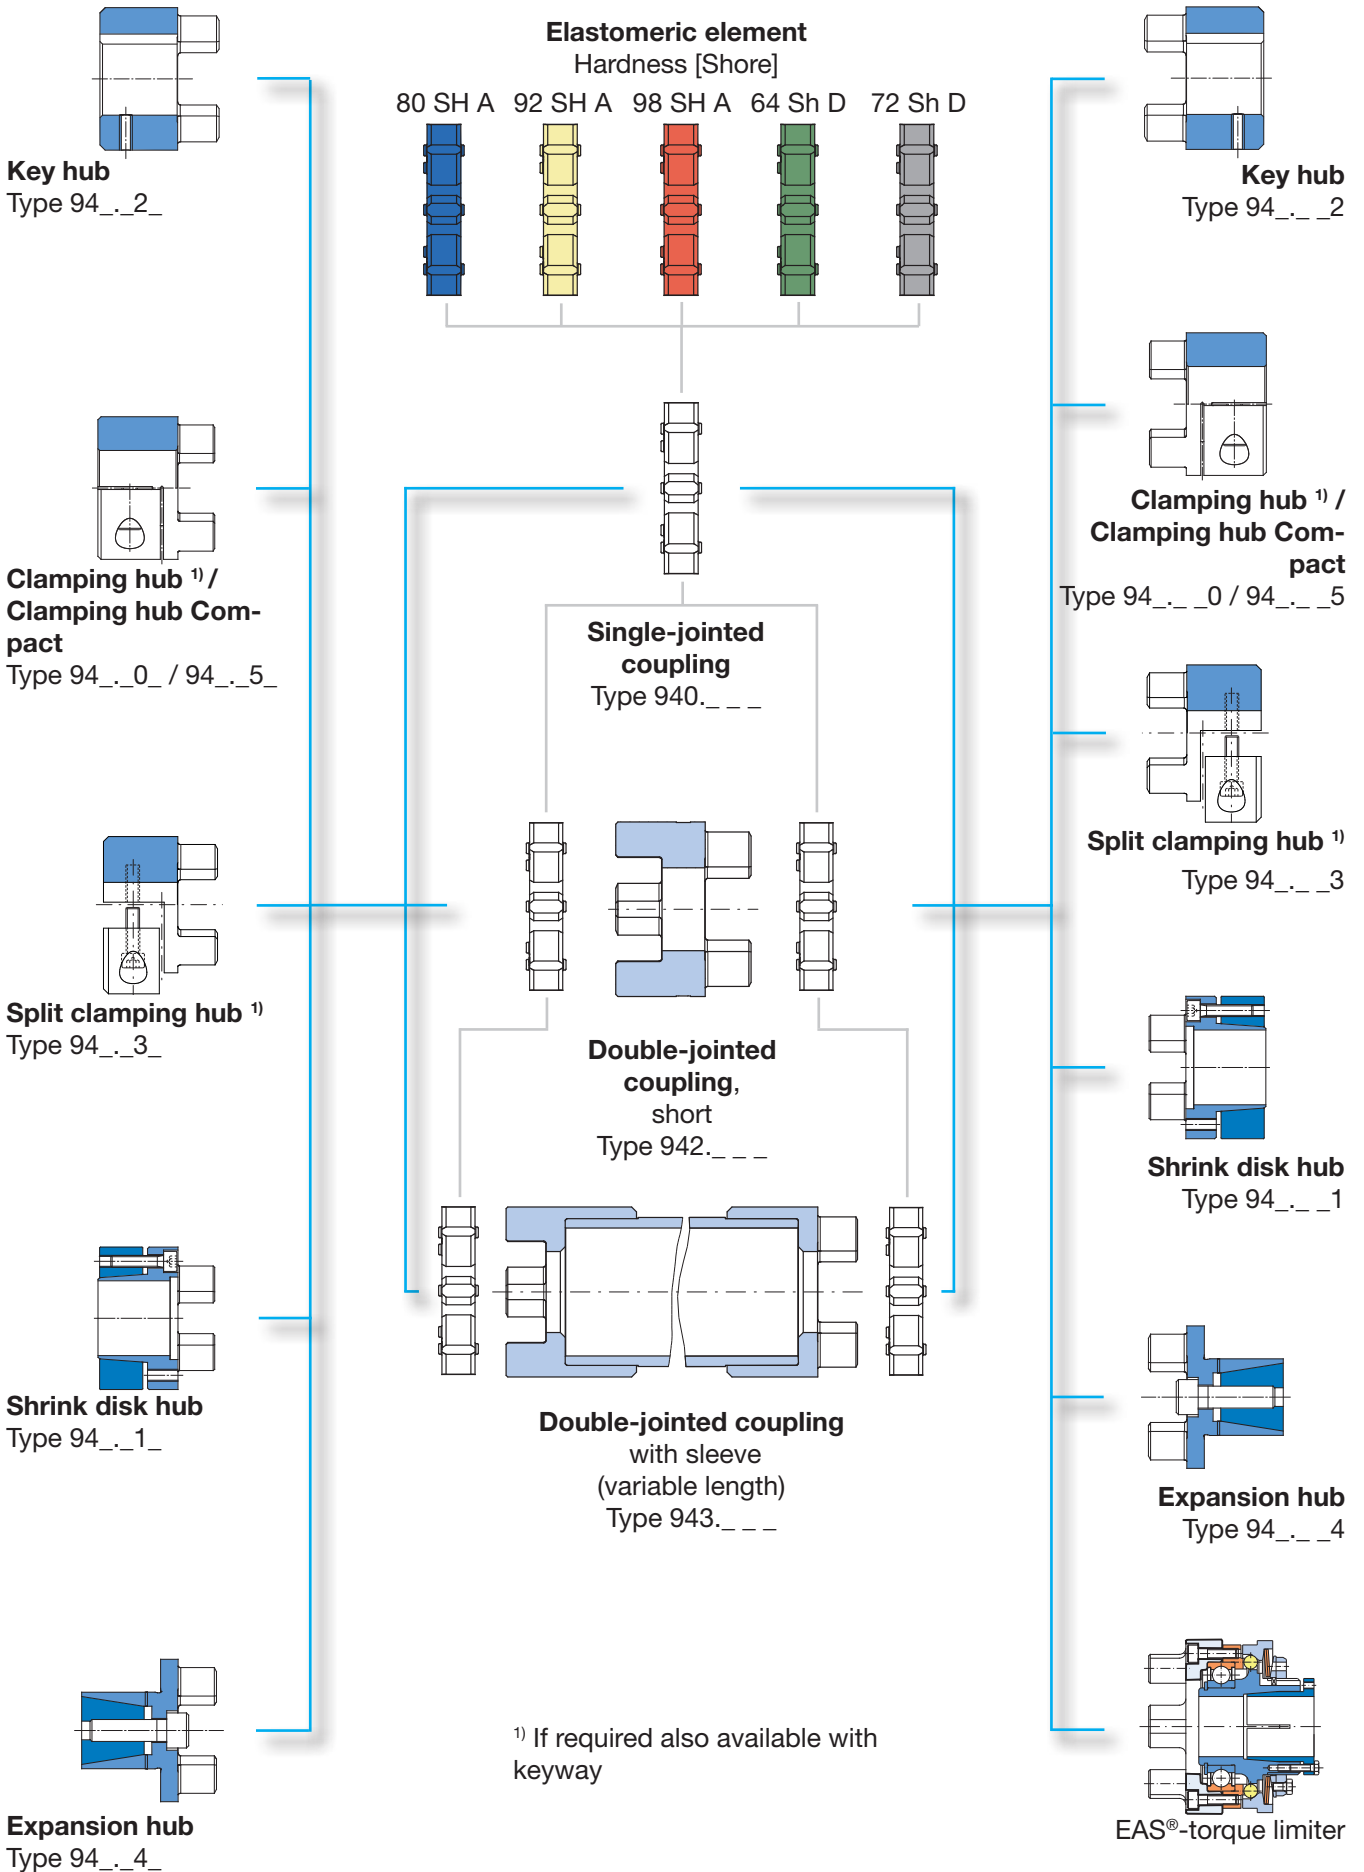 Elastomeric element
Hardness [Shore]
80 SH A 92 SH A 98 SH A 64 Sh D 72 Sh D
Key hub
Type 94_._2_
Clamping hub 1) /
Clamping hub Com-
pact
Type 94_._0_ / 94_._5_
Split clamping hub 1)
Type 94_._3_
Shrink disk hub
Type 94_._1_
Expansion hub
Type 94_._4_
Single-jointed
coupling
Type 940._ _ _
Double-jointed
coupling,
short
Type 942._ _ _
Double-jointed coupling
with sleeve
(variable length)
Type 943._ _ _
1) If required also available with
keyway
Key hub
Type 94_._ _2
Clamping hub 1) /
Clamping hub Com-
pact
Type 94_._ _0 / 94_._ _5
Split clamping hub 1)
Type 94_._ _3
Shrink disk hub
Type 94_._ _1
Expansion hub
Type 94_._ _4
EAS®-torque limiter